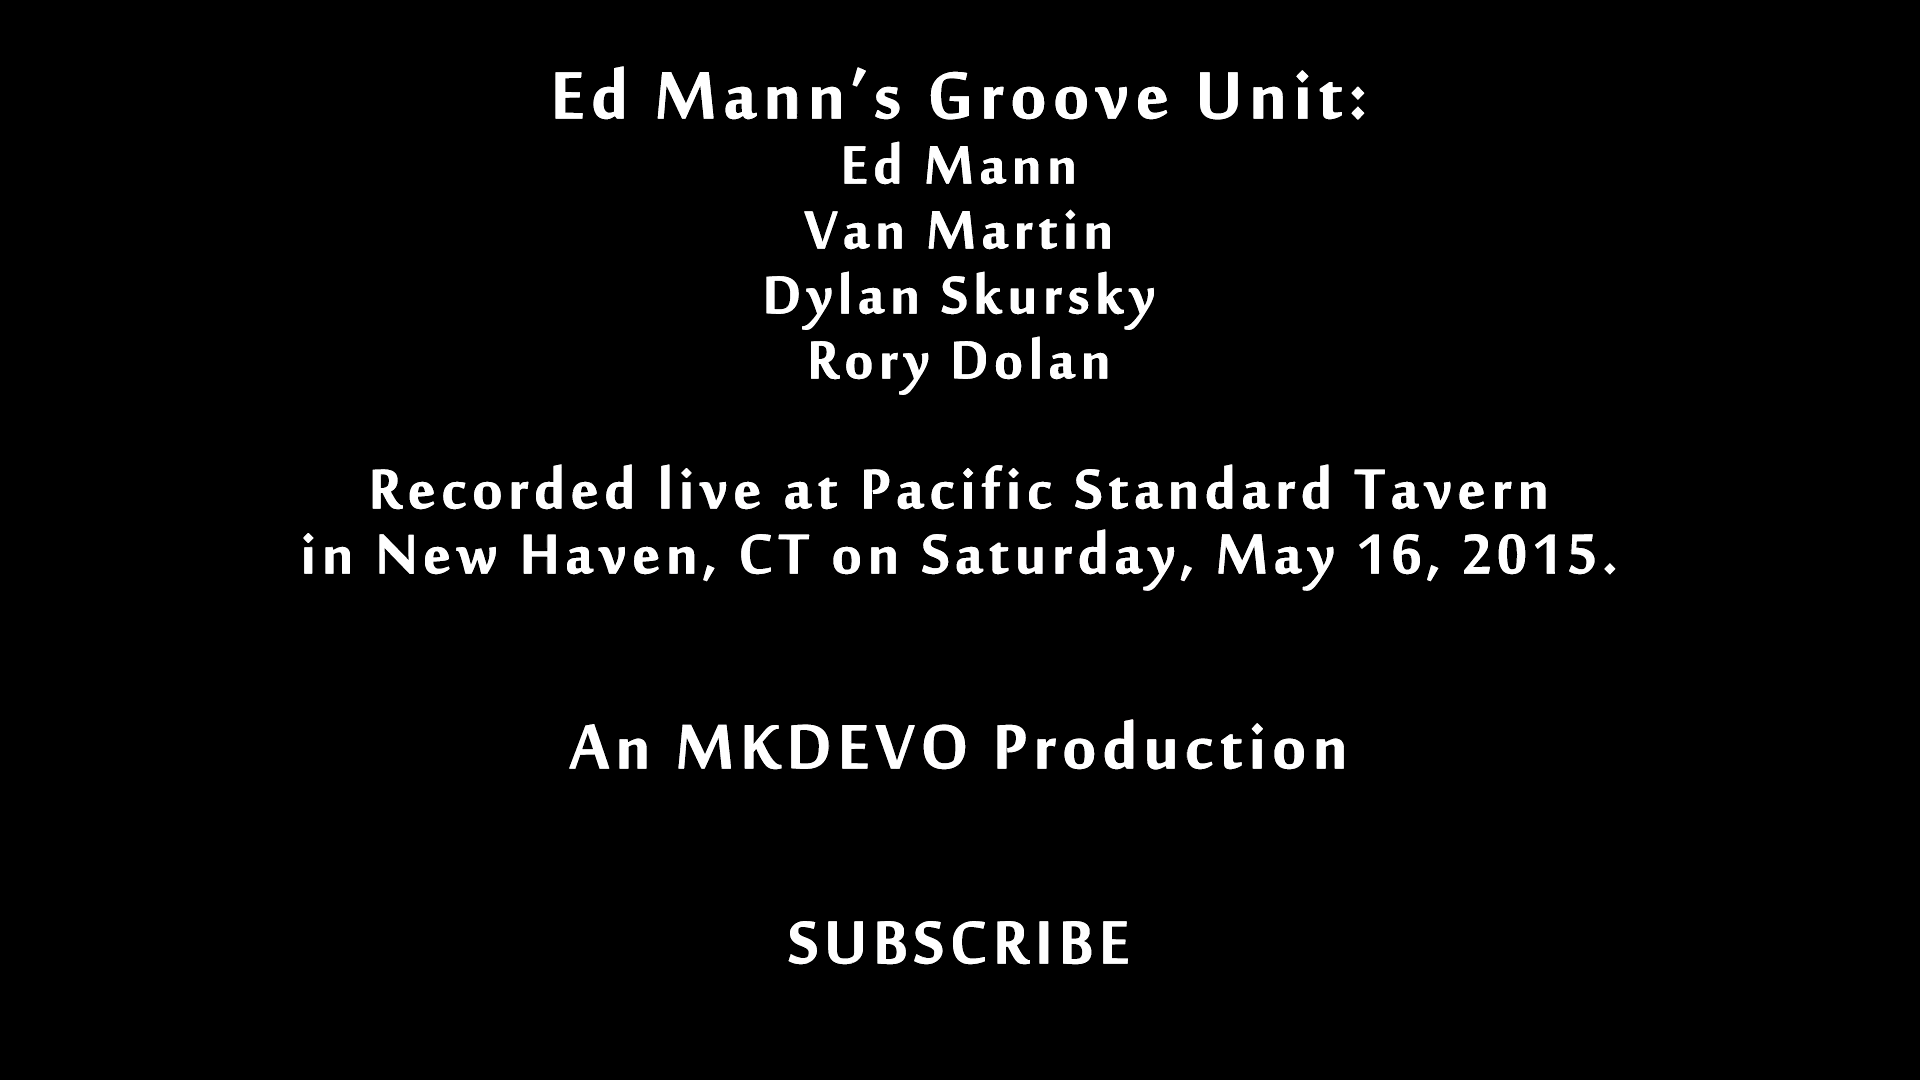 Ed Mann’s Groove Unit:
Ed Mann
Van Martin
Dylan Skursky
Rory Dolan
Recorded live at Pacific Standard Tavern
in New Haven, CT on Saturday, May 16, 2015.
An MKDEVO Production
SUBSCRIBE